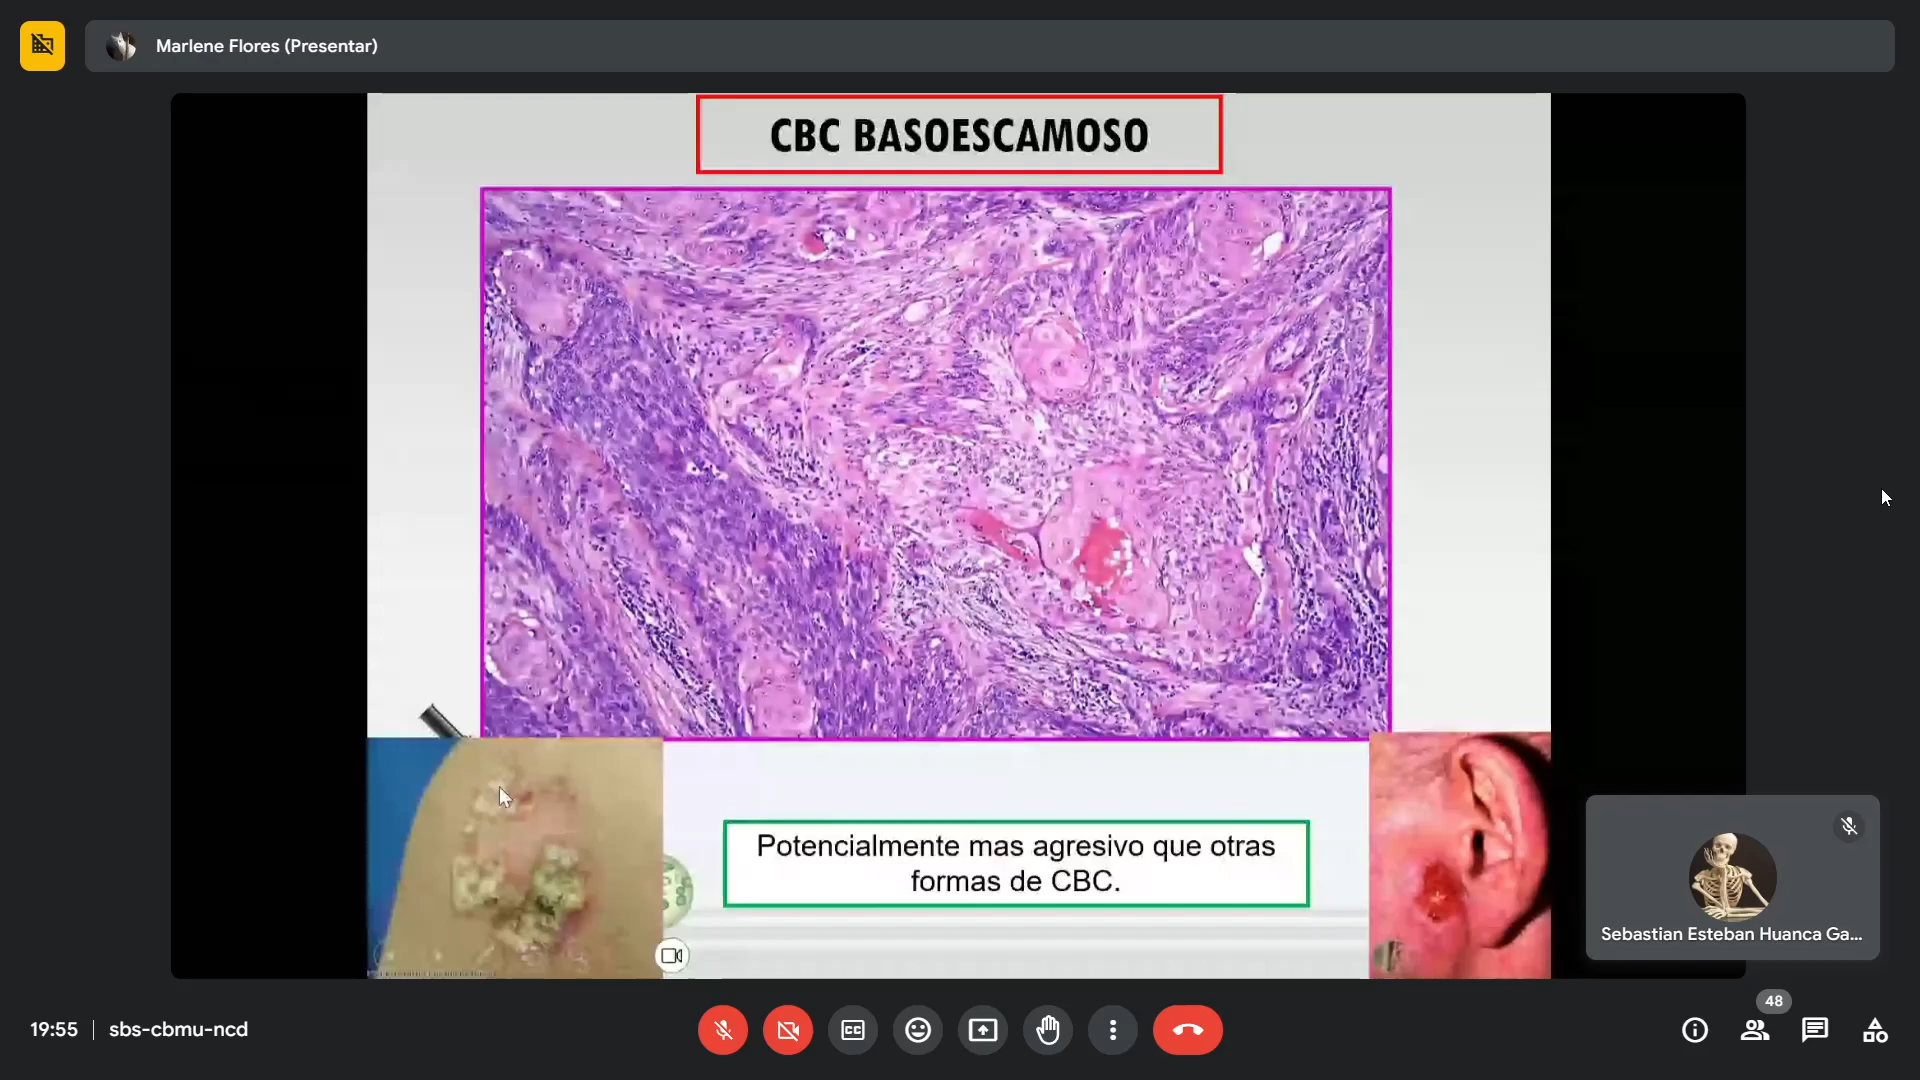 Marlene Flores (Presentar)
CBC BASOESCAMOSO
Potencialmente mas agresivo que otras
formas de CBC.
Sebastian Esteban Huanca Ga...
48
19:55
sbs-cbmu-ncd
CC